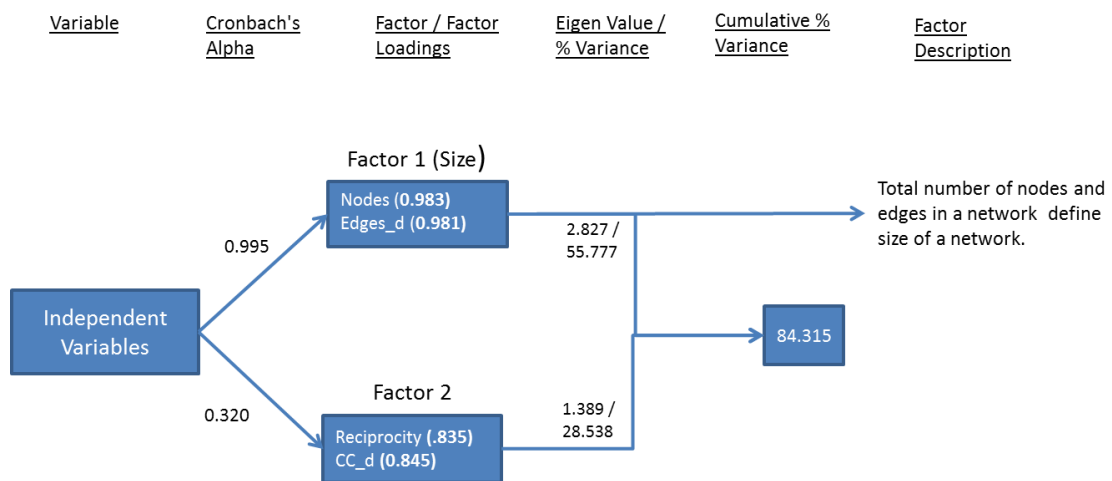 Variable
Cronbach's
Alpha
Factor / Factor
Loadings
Eigen Value /
% Variance
Cumulative %
Variance
Factor
Description
Factor 1 (Size)
Nodes (0.983)
Edges_d (0.981)
0.995
2.827 /
55.777
Total number of nodes and
edges in a network define
size of a network.
Independent
Variables
84.315
Factor 2
0.320
Reciprocity (.835)
CC_d (0.845)
1.389 /
28.538